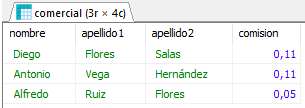 comercial (3r × 4c)
nombre apellido1 apellido2 comision
Diego Flores Salas 0,11
Antonio Vega Hernández 0,11
Alfredo Ruiz Flores 0,05